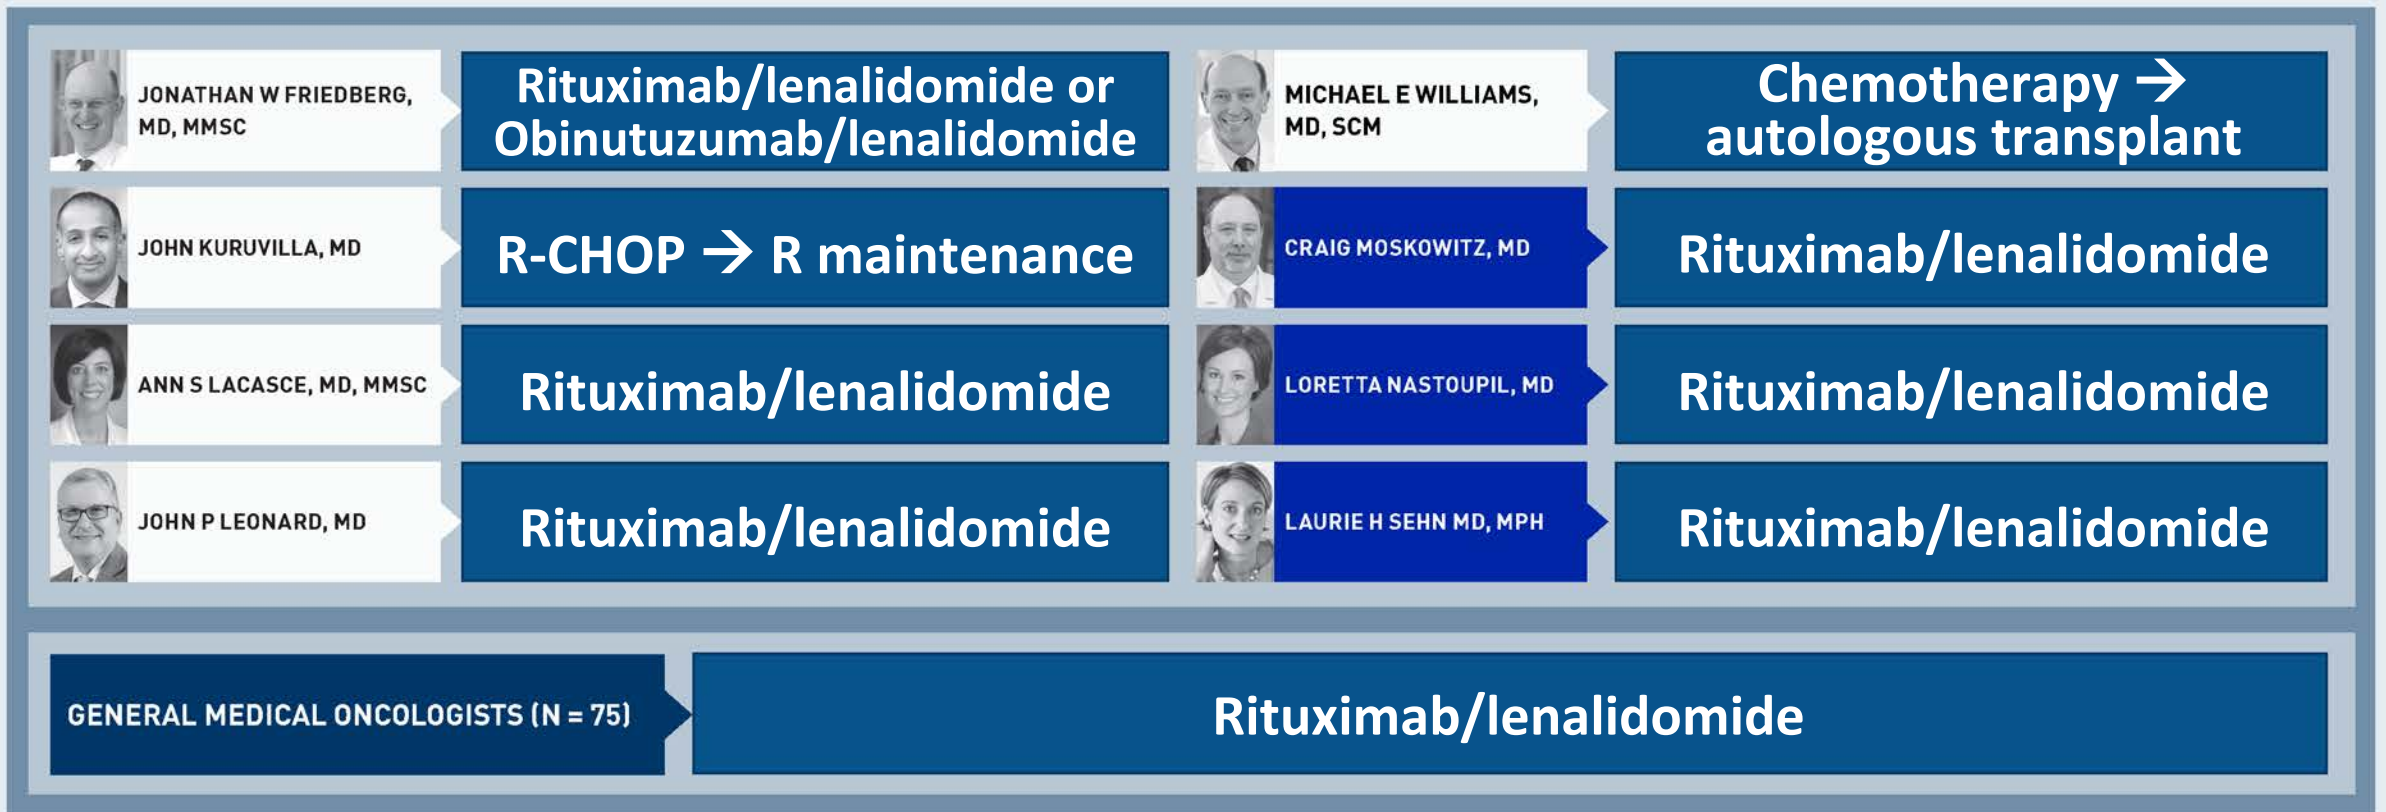 JONATHAN W FRIEDBERG,
MD, MMSC
Rituximab/lenalidomide or
Obinutuzumab/lenalidomide
MICHAEL E WILLIAMS,
MD, SCM
Chemotherapy →
autologous transplant
JOHN KURUVILLA, MD
R-CHOP → R maintenance
CRAIG MOSKOWITZ, MD
Rituximab/lenalidomide
ANN S LACASCE, MD, MMSC
Rituximab/lenalidomide
LORETTA NASTOUPIL, MD
Rituximab/lenalidomide
JOHN P LEONARD, MD
Rituximab/lenalidomide
LAURIE H SEHN MD, MPH
Rituximab/lenalidomide
GENERAL MEDICAL ONCOLOGISTS (N = 75)
Rituximab/lenalidomide